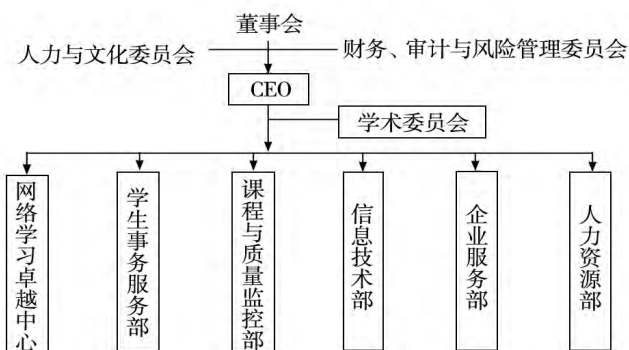 董事会
人力与文化委员会
财务、审计与风险管理委员会
CEO
学术委员会
网络学习卓越中心
学生事务服务部
课程与质量监控部
信息技术部
企业服务部
人力资源部